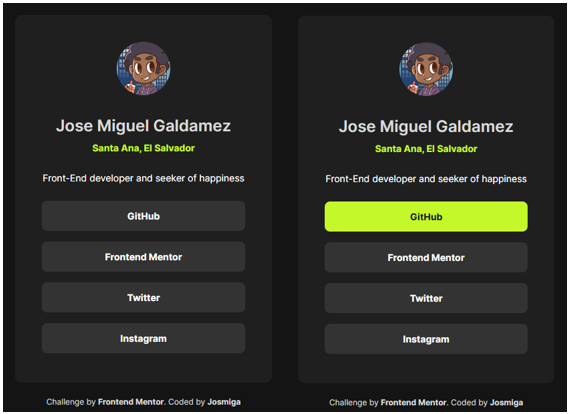 Jose Miguel Galdamez
Santa Ana, El Salvador
Front-End developer and seeker of happiness
GitHub
Frontend Mentor
Twitter
Instagram
Challenge by Frontend Mentor. Coded by Josmiga
Jose Miguel Galdamez
Santa Ana, El Salvador
Front-End developer and seeker of happiness
GitHub
Frontend Mentor
Twitter
Instagram
Challenge by Frontend Mentor. Coded by Josmiga